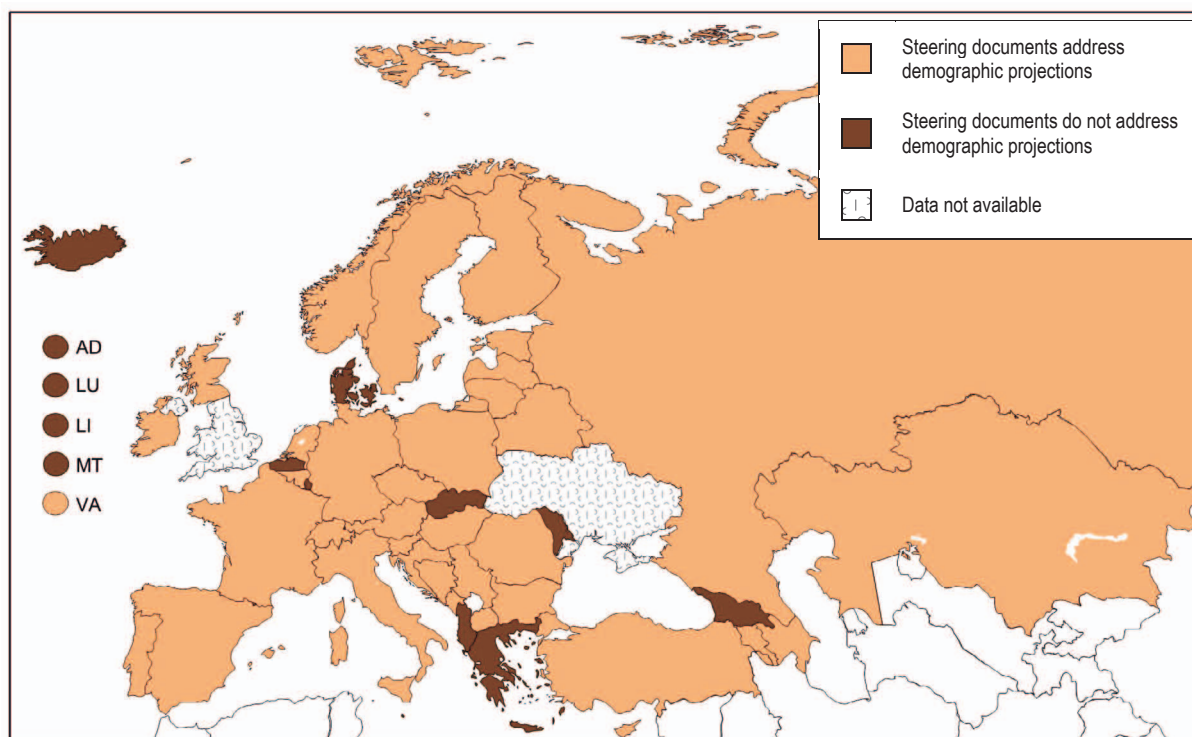 Steering documents address
demographic projections
Steering documents do not address
demographic projections
Data not available
AD
LU
LI
MT
VA